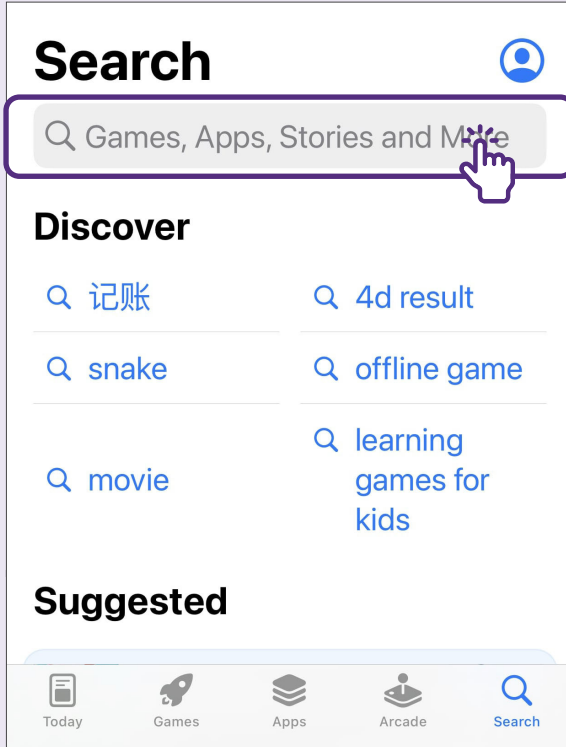 Search
Games, Apps, Stories and More
Discover
记账
4d result
snake
offline game
movie
learning
games for
kids
Suggested
Today
Games
Apps
Arcade
Search